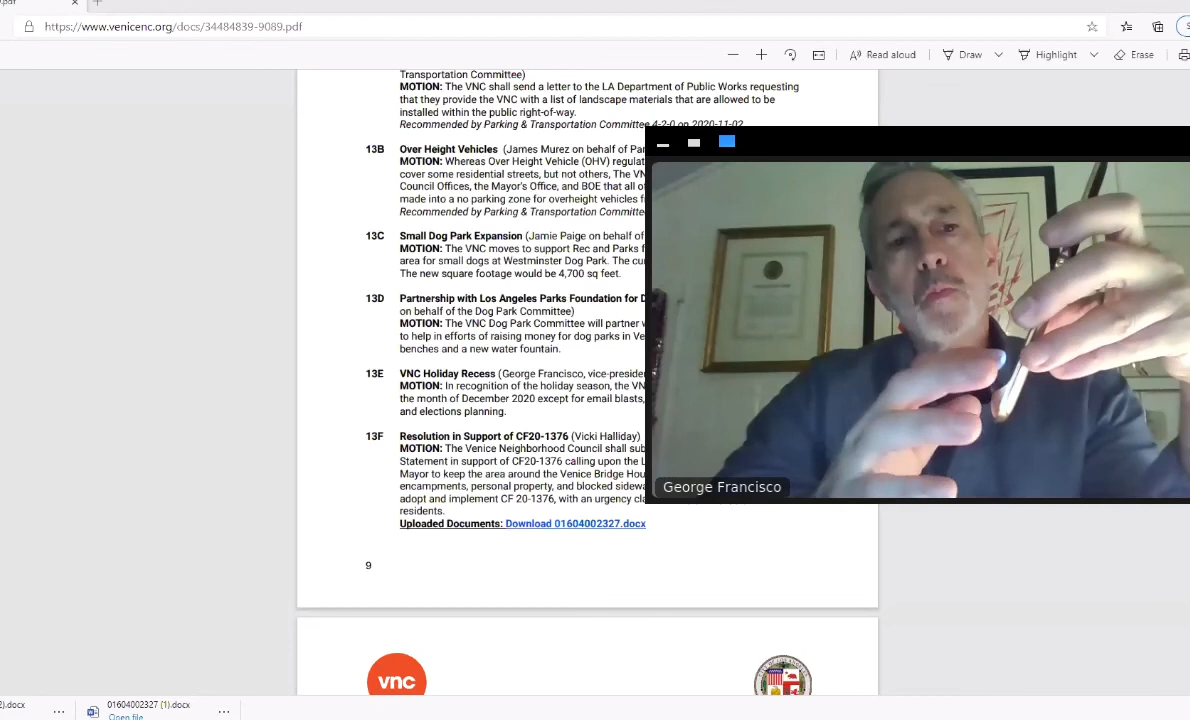 .pdf
https://www.venicenc.org/docs/34484839-9089.pdf
Read aloud
Draw
Highlight
Erase
Transportation Committee)
MOTION: The VNC shall send a letter to the LA Department of Public Works requesting
that they provide the VNC with a list of landscape materials that are allowed to be
installed within the public right-of-way.
Recommended by Parking & Transportation Committee 4-2-0 on 2020-11-02
13B Over Height Vehicles (James Murez on behalf of Par
MOTION: Whereas Over Height Vehicle (OHV) regulat
cover some residential streets, but not others, The VN
Council Offices, the Mayor's Office, and BOE that all of
made into a no parking zone for overheight vehicles f
Recommended by Parking & Transportation Committe
13C Small Dog Park Expansion (Jamie Paige on behalf of
MOTION: The VNC moves to support Rec and Parks f
area for small dogs at Westminster Dog Park. The cu
The new square footage would be 4,700 sq feet.
13D Partnership with Los Angeles Parks Foundation for D
on behalf of the Dog Park Committee)
MOTION: The VNC Dog Park Committee will partner w
to help in efforts of raising money for dog parks in Ve
benches and a new water fountain.
13E VNC Holiday Recess (George Francisco, vice-preside
MOTION: In recognition of the holiday season, the VN
the month of December 2020 except for email blasts,
and elections planning.
13F Resolution in Support of CF20-1376 (Vicki Halliday)
MOTION: The Venice Neighborhood Council shall sub
Statement in support of CF20-1376 calling upon the L
Mayor to keep the area around the Venice Bridge Hou
encampments, personal property, and blocked sidewa
adopt and implement CF 20-1376, with an urgency cla
residents.
Uploaded Documents: Download 01604002327.docx
George Francisco
9
vnc
2).docx
01604002327 (1).docx
Open file